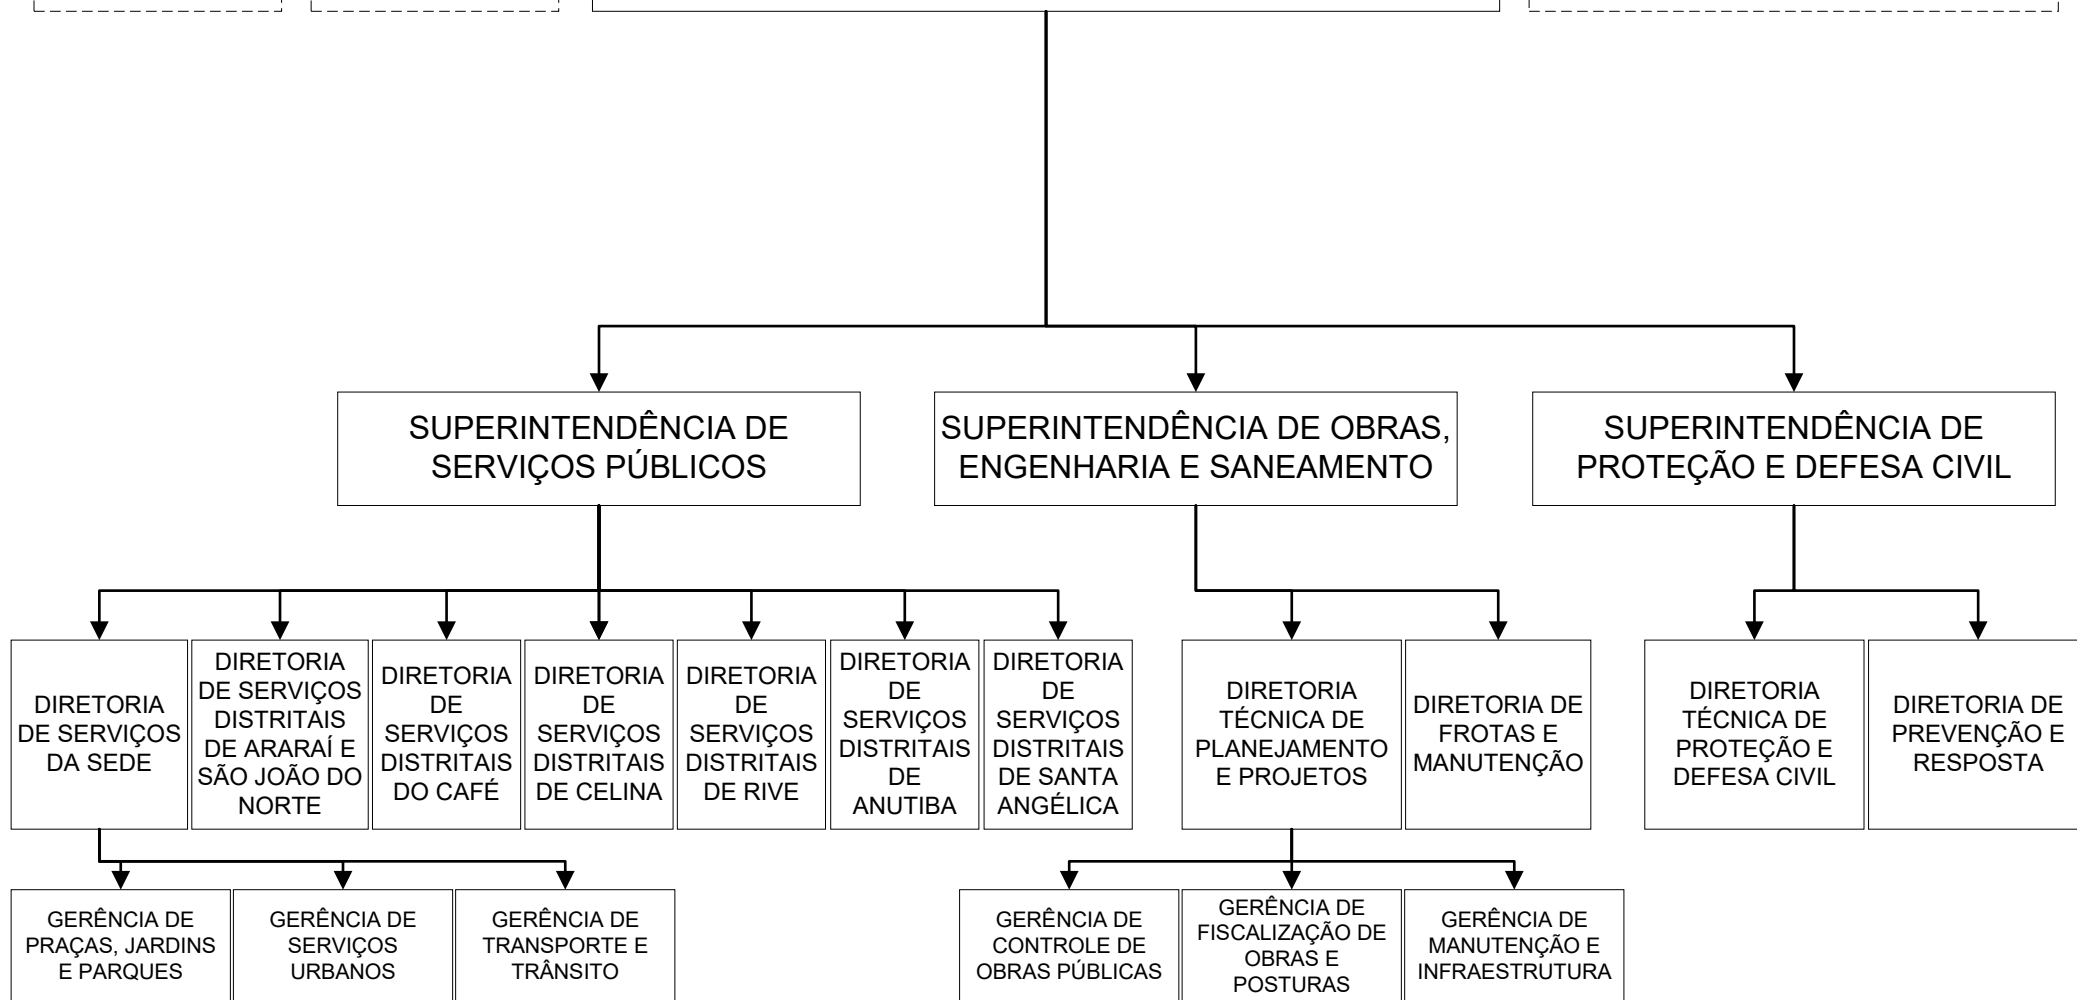 SUPERINTENDÊNCIA DE
SERVIÇOS PÚBLICOS
SUPERINTENDÊNCIA DE OBRAS,
ENGENHARIA E SANEAMENTO
SUPERINTENDÊNCIA DE
PROTEÇÃO E DEFESA CIVIL
DIRETORIA
DE SERVIÇOS
DA SEDE
DIRETORIA
DE SERVIÇOS
DISTRITAIS
DE ARARAÍ E
SÃO JOÃO DO
NORTE
DIRETORIA
DE
SERVIÇOS
DISTRITAIS
DO CAFÉ
DIRETORIA
DE
SERVIÇOS
DISTRITAIS
DE CELINA
DIRETORIA
DE
SERVIÇOS
DISTRITAIS
DE RIVE
DIRETORIA
DE
SERVIÇOS
DISTRITAIS
DE
ANUTIBA
DIRETORIA
DE
SERVIÇOS
DISTRITAIS
DE SANTA
ANGÉLICA
DIRETORIA
TÉCNICA DE
PLANEJAMENTO
E PROJETOS
DIRETORIA DE
FROTAS E
MANUTENÇÃO
DIRETORIA
TÉCNICA DE
PROTEÇÃO E
DEFESA CIVIL
DIRETORIA DE
PREVENÇÃO E
RESPOSTA
GERÊNCIA DE
PRAÇAS, JARDINS
E PARQUES
GERÊNCIA DE
SERVIÇOS
URBANOS
GERÊNCIA DE
TRANSPORTE E
TRÂNSITO
GERÊNCIA DE
CONTROLE DE
OBRAS PÚBLICAS
GERÊNCIA DE
FISCALIZAÇÃO DE
OBRAS E
POSTURAS
GERÊNCIA DE
MANUTENÇÃO E
INFRAESTRUTURA